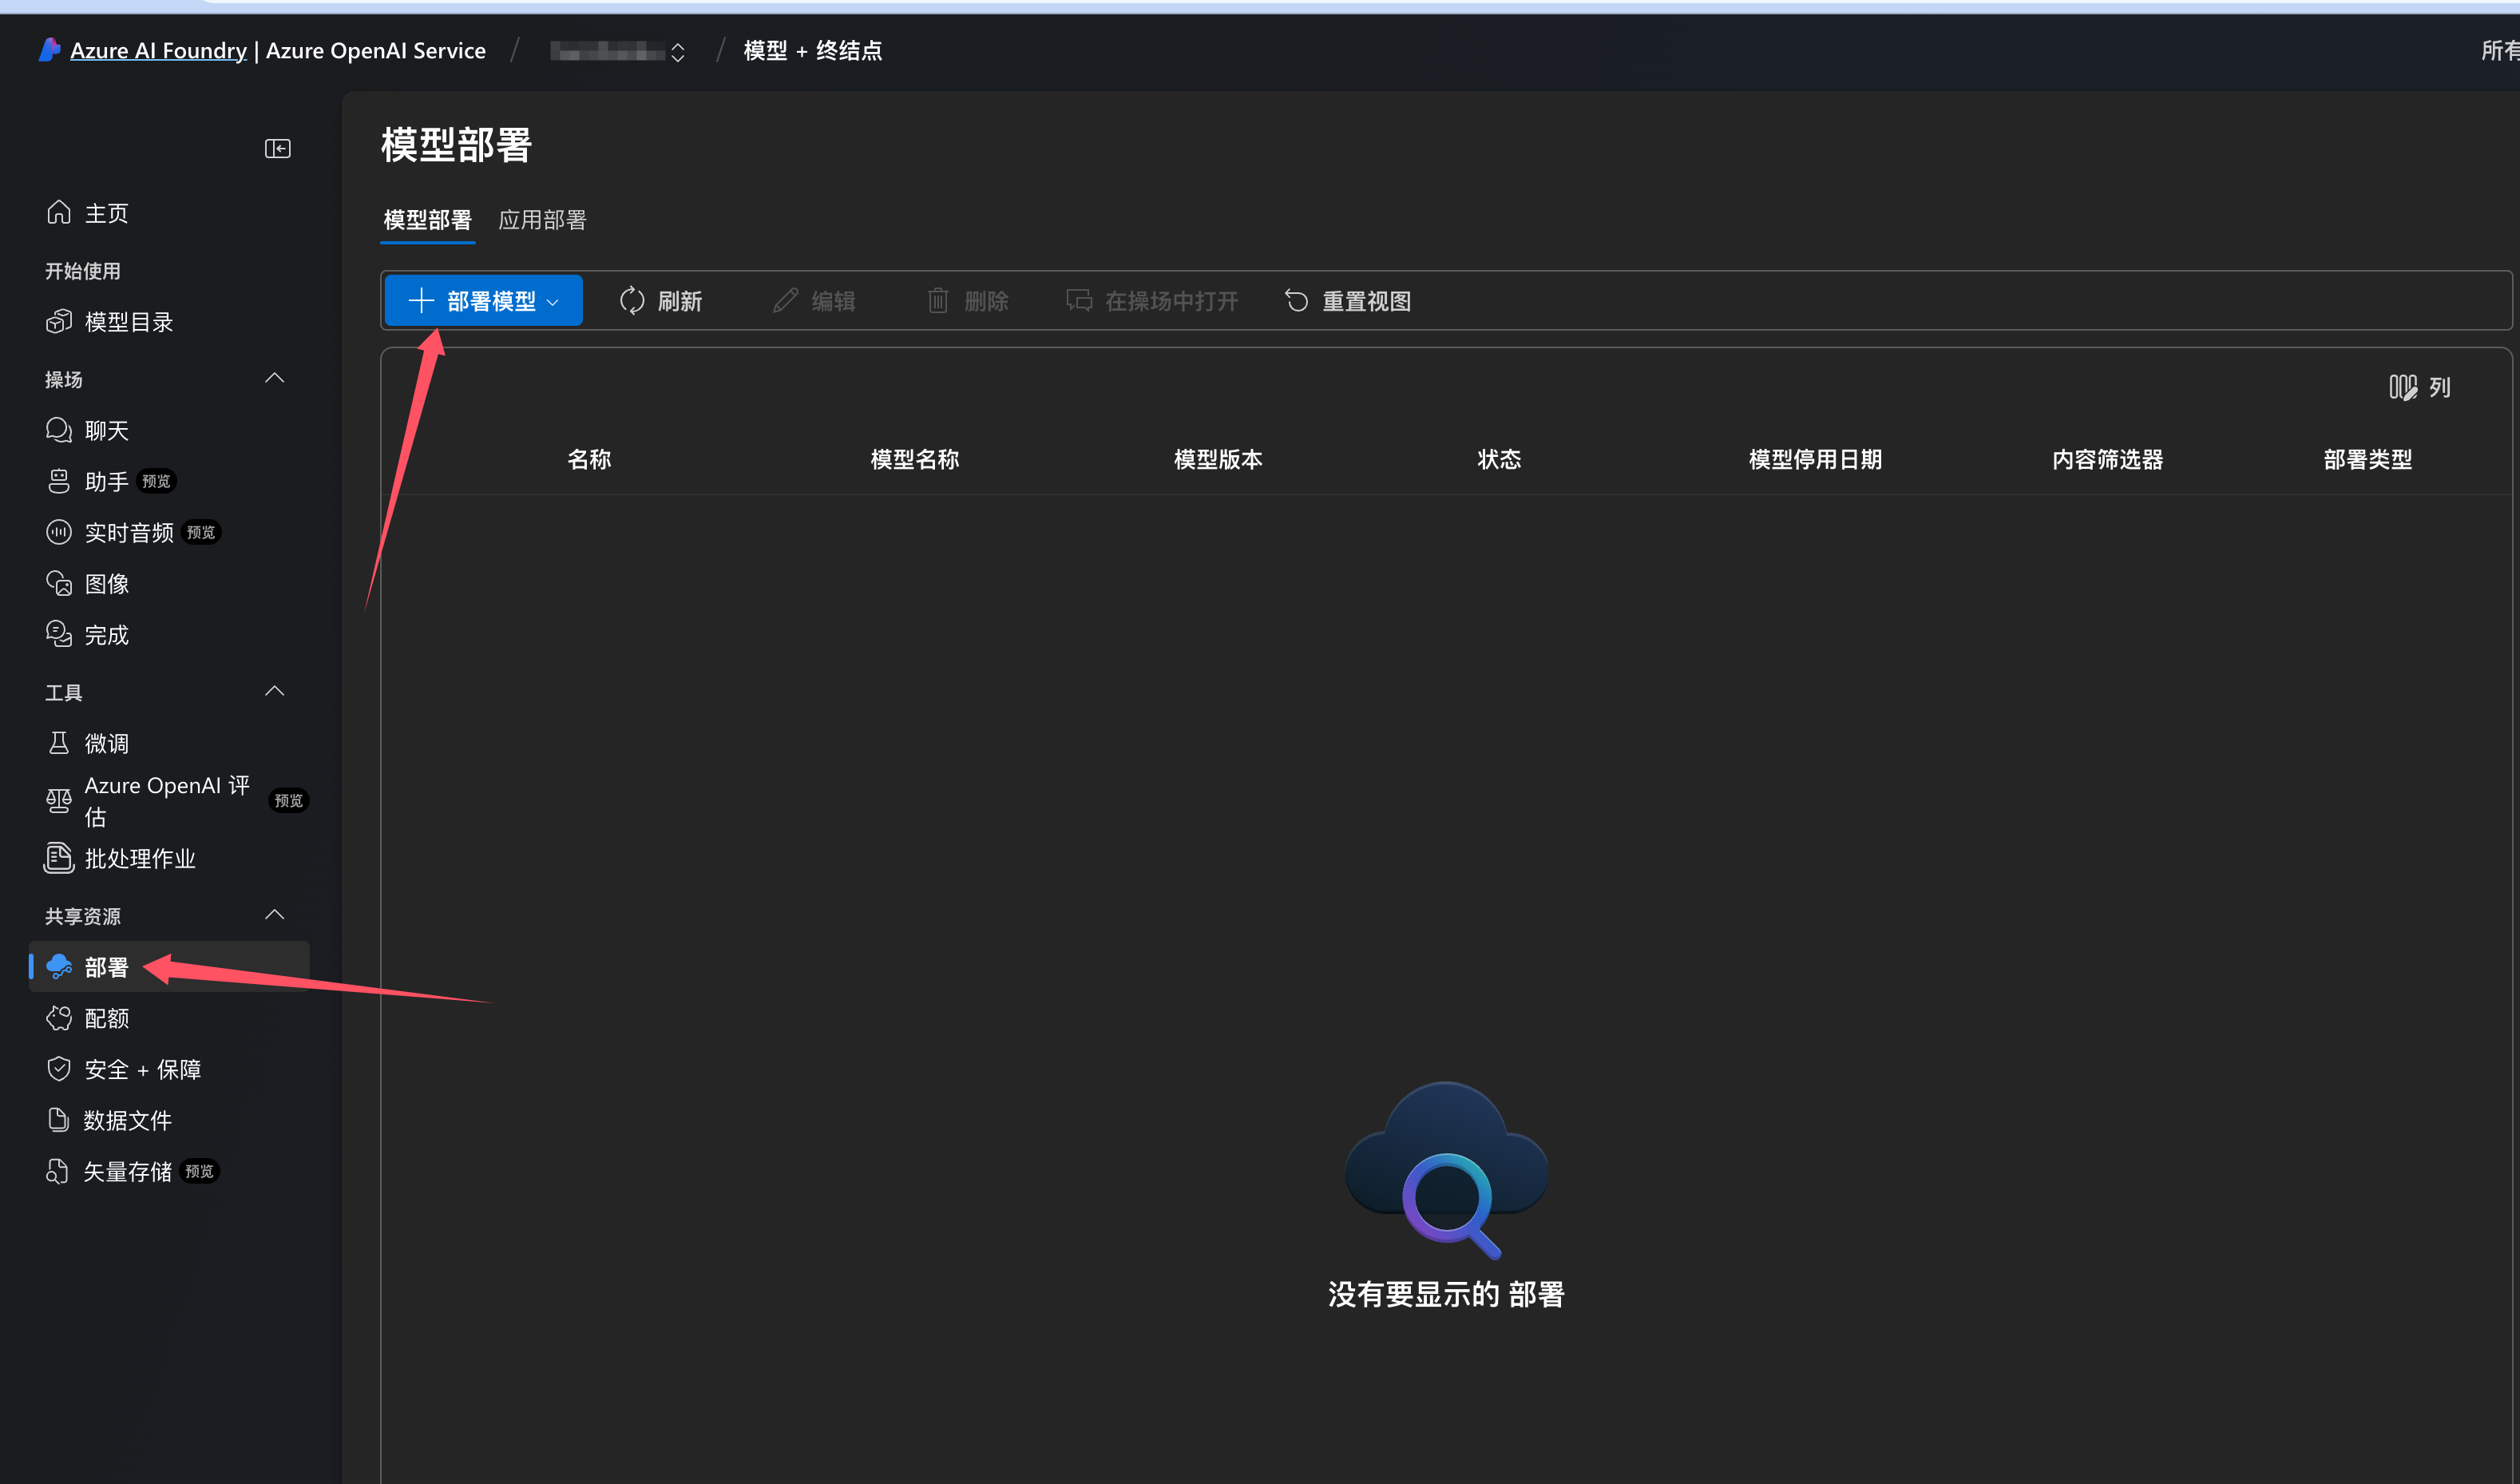 Azure AI Foundry | Azure OpenAI Service / / 模型 + 终结点
所有
模型部署
模型部署 应用部署
部署模型 刷新 编辑 删除 在操场中打开 重置视图
列
名称 模型名称 模型版本 状态 模型停用日期 内容筛选器 部署类型
没有要显示的 部署
主页
开始使用
模型目录
操场
聊天
助手 预览
实时音频 预览
图像
完成
工具
微调
Azure OpenAI 评
估
预览
批处理作业
共享资源
部署
配额
安全 + 保障
数据文件
矢量存储 预览